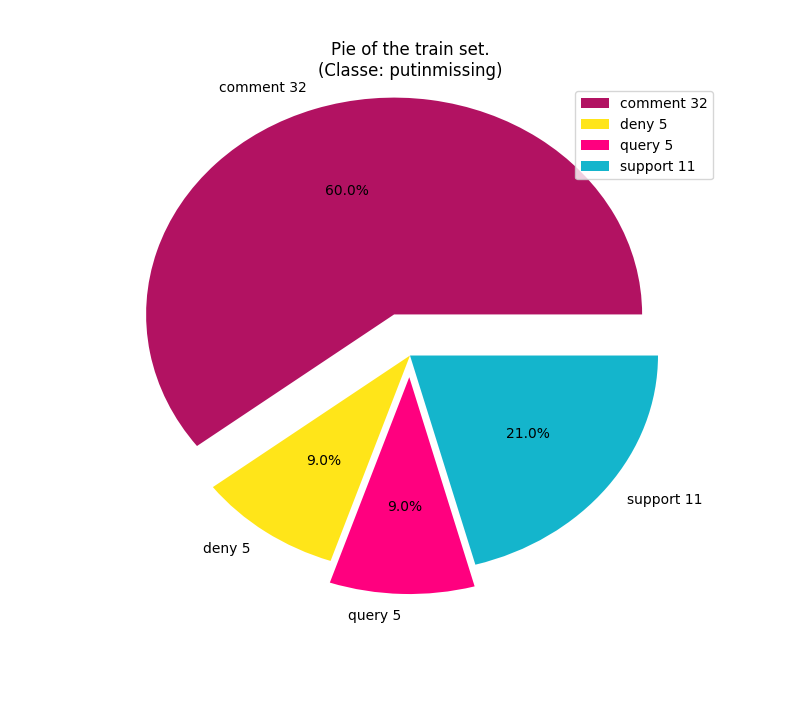 Pie of the train set.
(Classe: putinmissing)
comment 32
comment 32
deny 5
query 5
support 11
60.0%
21.0%
9.0%
9.0%
support 11
deny 5
query 5